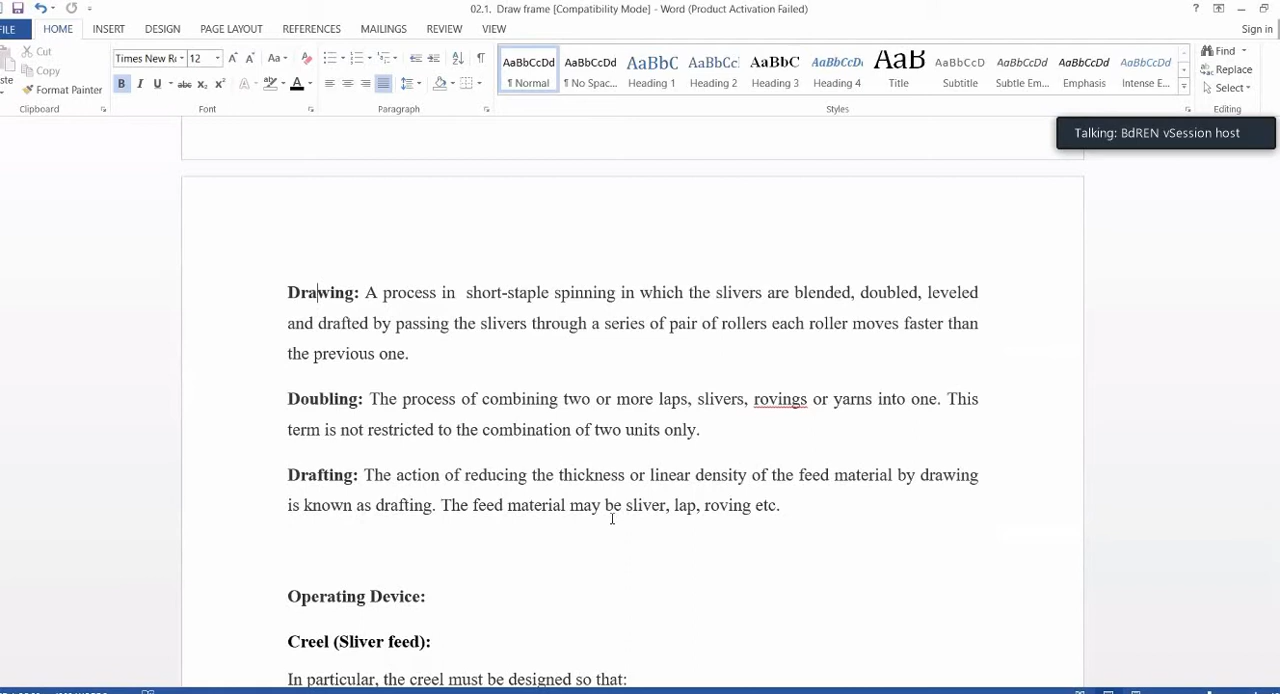 02.1. Draw frame [Compatibility Mode] - Word (Product Activation Failed)
FILE HOME INSERT DESIGN PAGE LAYOUT REFERENCES MAILINGS REVIEW VIEW Sign in
Cut
Copy
Format Painter
Clipboard
Times New R 12
Font
Paragraph
AaBbCcDd AaBbCcDd AaBbC AaBbCc AaBbC AaBbCcDt AaB AaBbCcD AaBbCcDd AaBbCcDd AaBbCcDd
¶ Normal ¶ No Spac... Heading 1 Heading 2 Heading 3 Heading 4 Title Subtitle Subtle Em... Emphasis Intense E...
Styles
Find
Replace
Select
Editing
Talking: BdREN vSession host
Drawing: A process in short-staple spinning in which the slivers are blended, doubled, leveled
and drafted by passing the slivers through a series of pair of rollers each roller moves faster than
the previous one.
Doubling: The process of combining two or more laps, slivers, rovings or yarns into one. This
term is not restricted to the combination of two units only.
Drafting: The action of reducing the thickness or linear density of the feed material by drawing
is known as drafting. The feed material may be sliver, lap, roving etc.
Operating Device:
Creel (Sliver feed):
In particular, the creel must be designed so that: